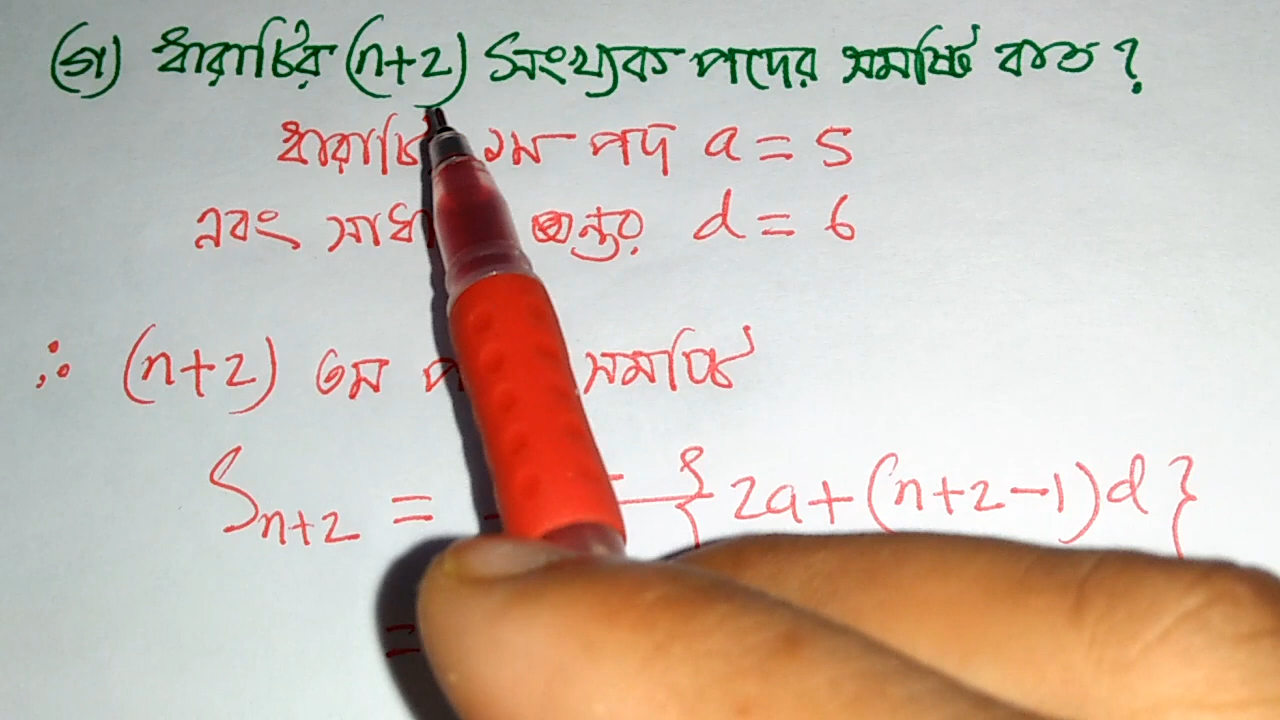 (গ) ধারাটির (n+2) সংখ্যক পদের সমষ্টি কত ?
১ম পদ a = 5
এবং অন্তর d = 6
∴ (n+2) তম সমষ্টি
S_{n+2} = {2a+(n+2-1)d}
=